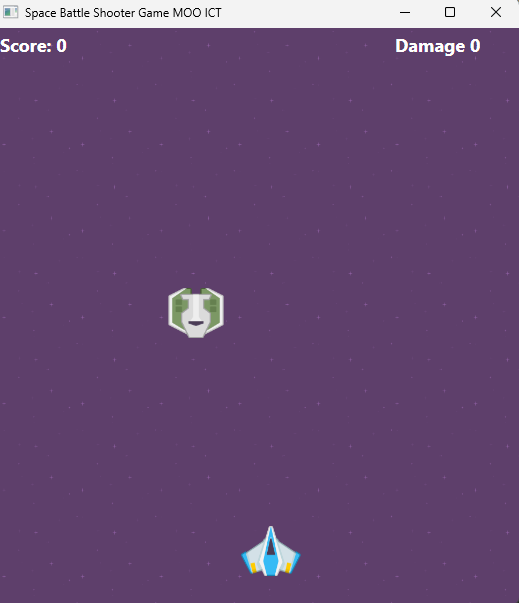 Space Battle Shooter Game MOO ICT
Score: 0
Damage 0